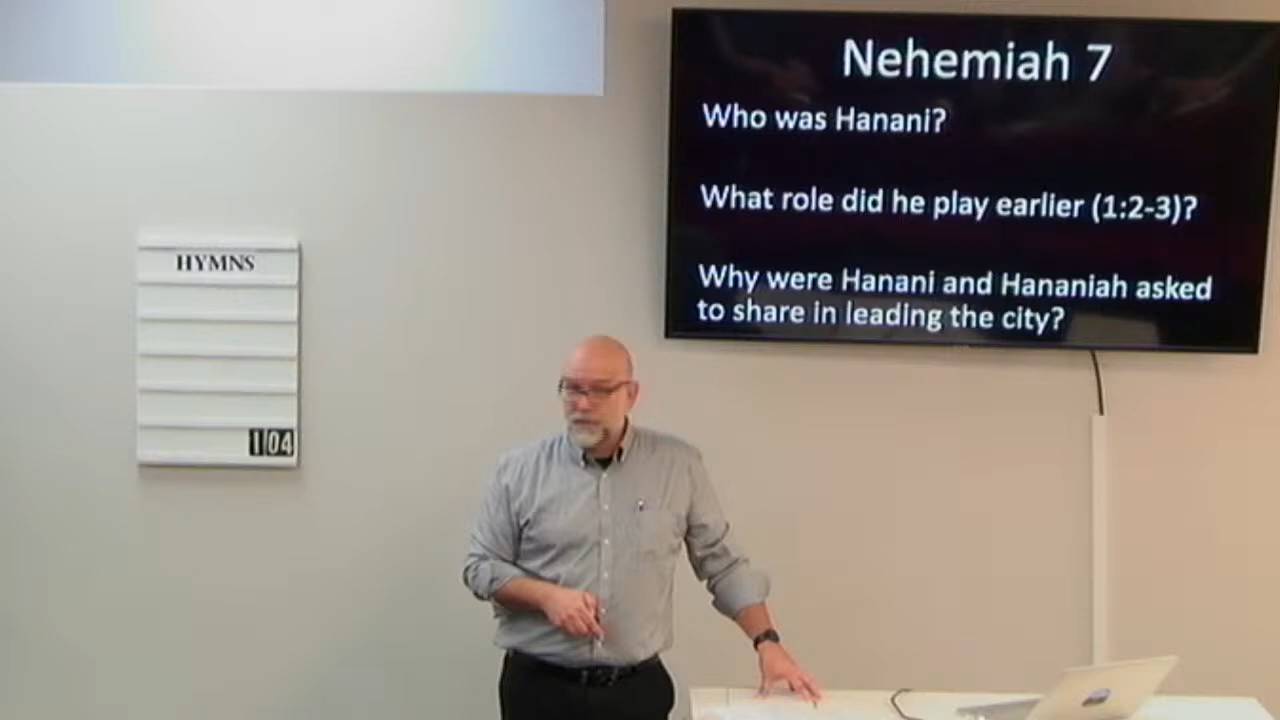 Nehemiah 7
Who was Hanani?
What role did he play earlier (1:2-3)?
Why were Hanani and Hananiah asked
to share in leading the city?
HYMNS
104